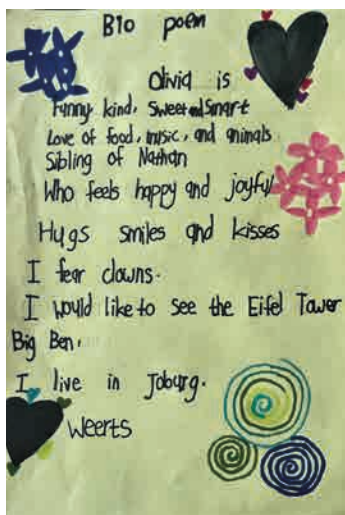 Bio poem
Olivia is
Funny, kind, Sweet and Smart
Love of food, music, and animals.
Sibling of Nathan
Who feels happy and joyful
Hugs smiles and kisses
I fear clowns.
I would like to see the Eifel Tower
Big Ben.
I live in Joburg.
Weerts